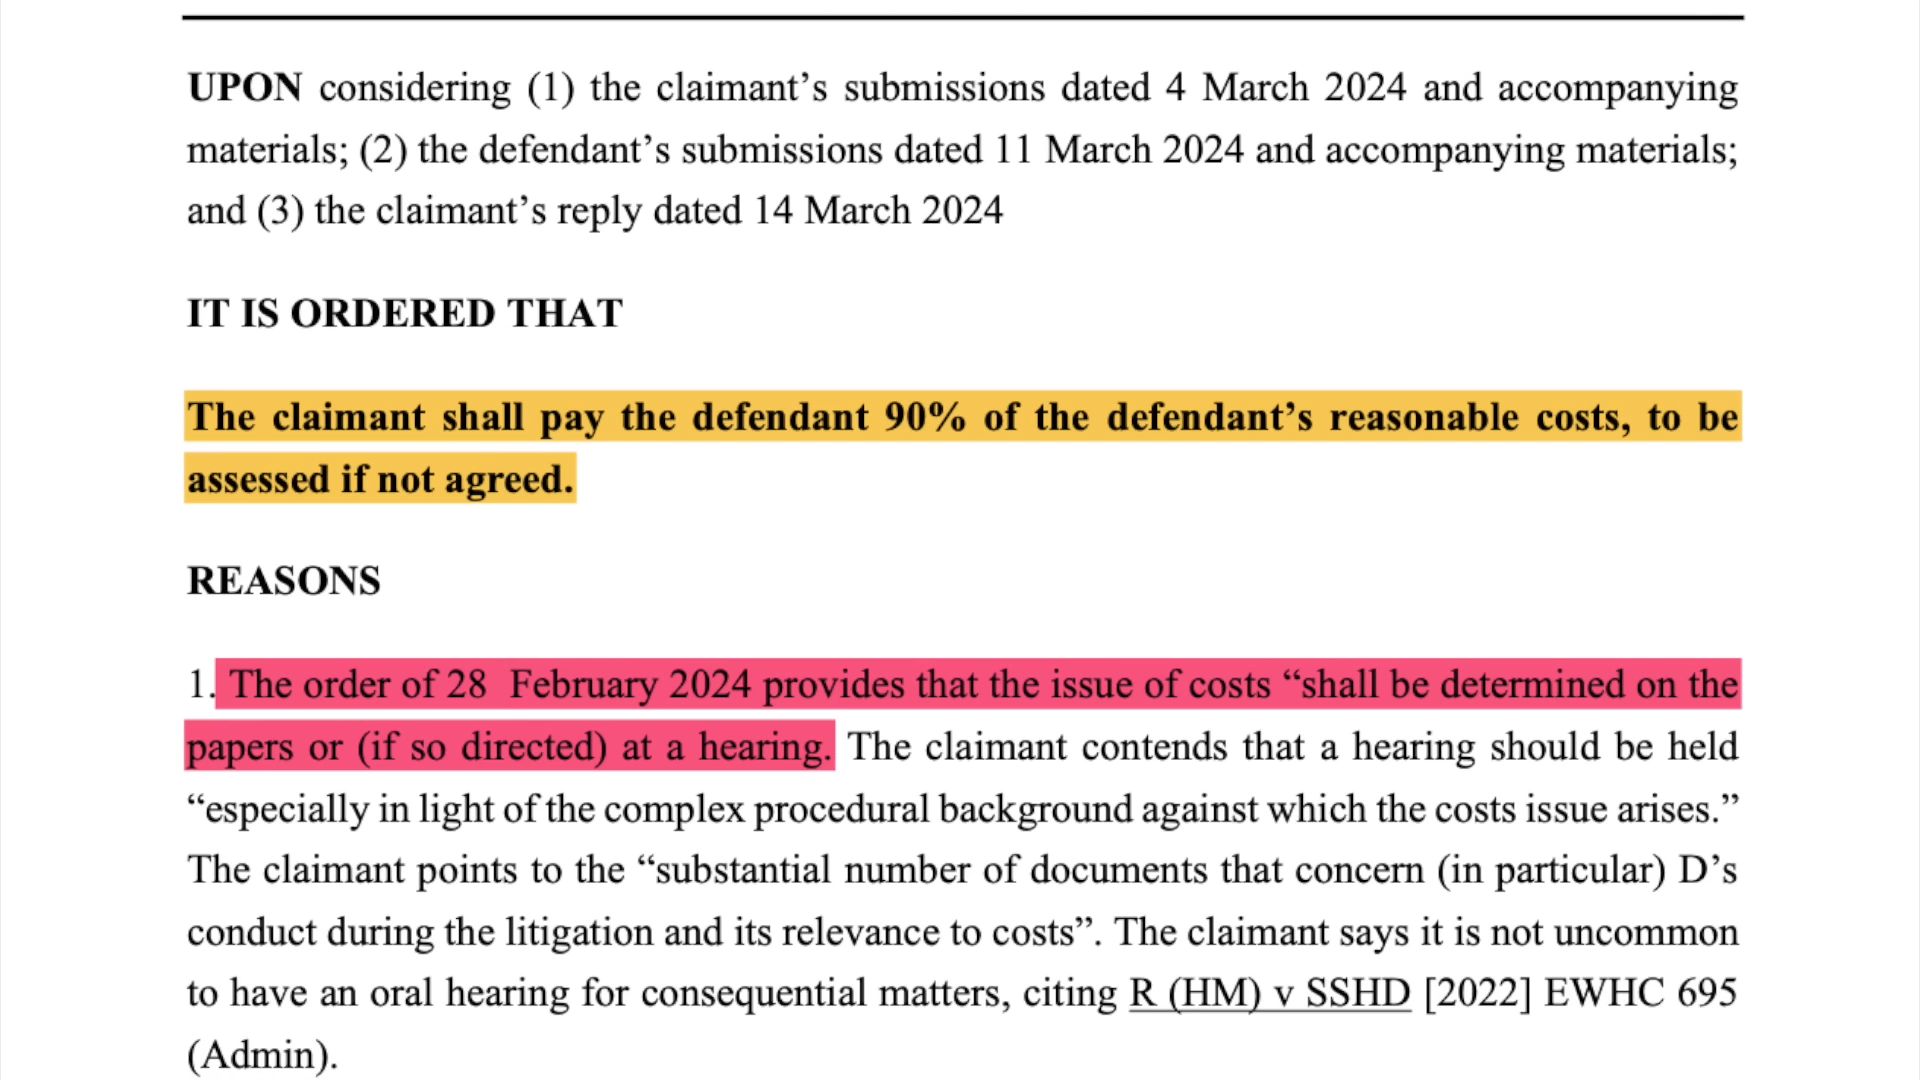 UPON considering (1) the claimant’s submissions dated 4 March 2024 and accompanying
materials; (2) the defendant’s submissions dated 11 March 2024 and accompanying materials;
and (3) the claimant’s reply dated 14 March 2024
IT IS ORDERED THAT
The claimant shall pay the defendant 90% of the defendant’s reasonable costs, to be
assessed if not agreed.
REASONS
1. The order of 28  February 2024 provides that the issue of costs “shall be determined on the
papers or (if so directed) at a hearing. The claimant contends that a hearing should be held
“especially in light of the complex procedural background against which the costs issue arises.”
The claimant points to the “substantial number of documents that concern (in particular) D’s
conduct during the litigation and its relevance to costs”. The claimant says it is not uncommon
to have an oral hearing for consequential matters, citing R (HM) v SSHD [2022] EWHC 695
(Admin).